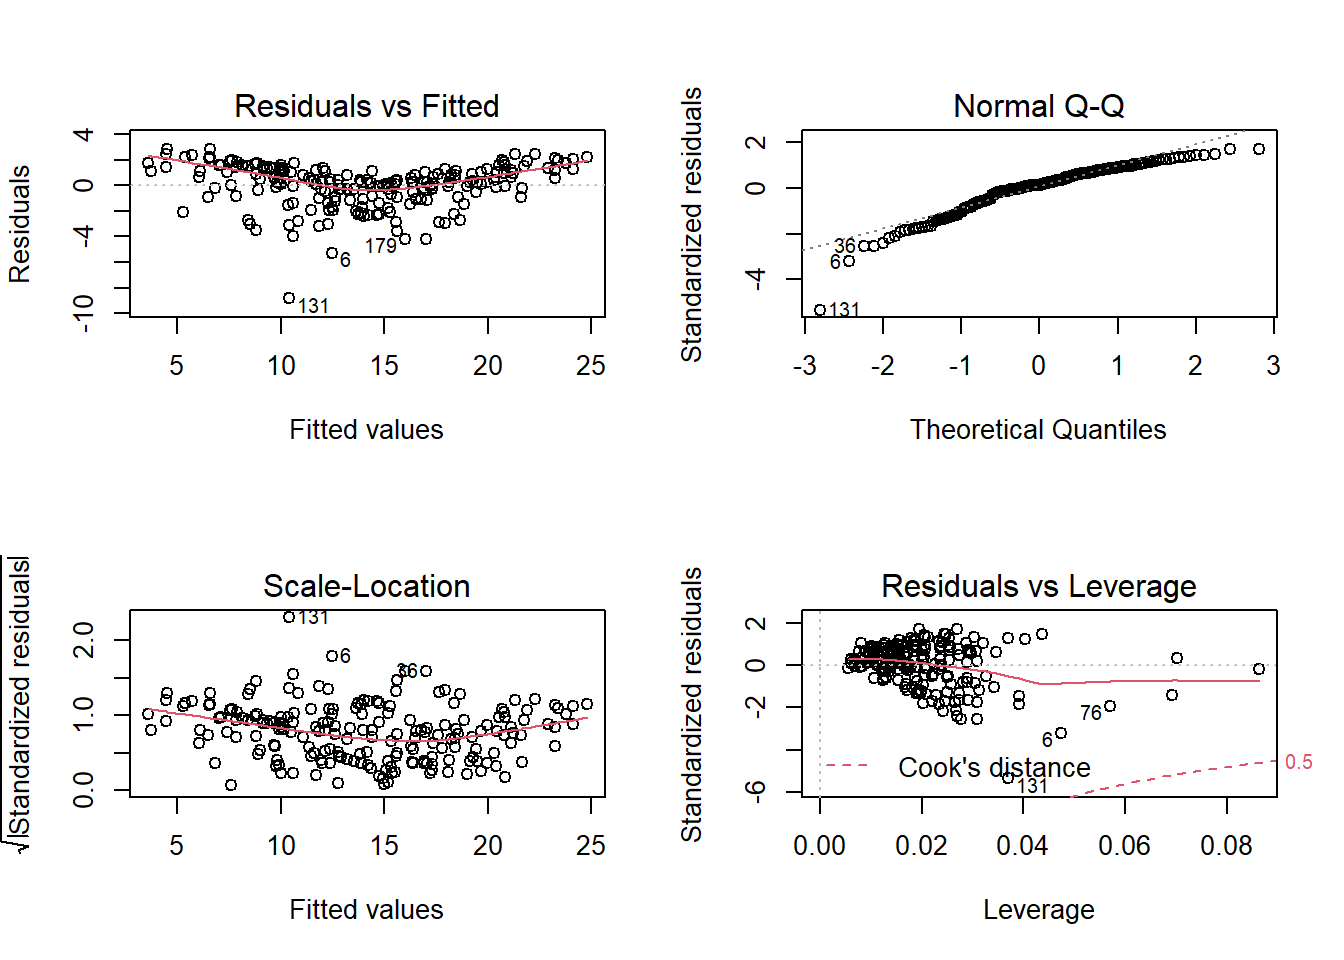 Residuals vs Fitted
Residuals
4
0
-4
-10
179
6
131
5 10 15 20 25
Fitted values
Normal Q-Q
Standardized residuals
2
0
-4
36
6
131
-3 -2 -1 0 1 2 3
Theoretical Quantiles
Scale-Location
√|Standardized residuals|
2.0
1.0
0.0
131
6
36
5 10 15 20 25
Fitted values
Residuals vs Leverage
Standardized residuals
2
0
-2
-6
76
6
Cook's distance
131
0.5
0.00 0.02 0.04 0.06 0.08
Leverage